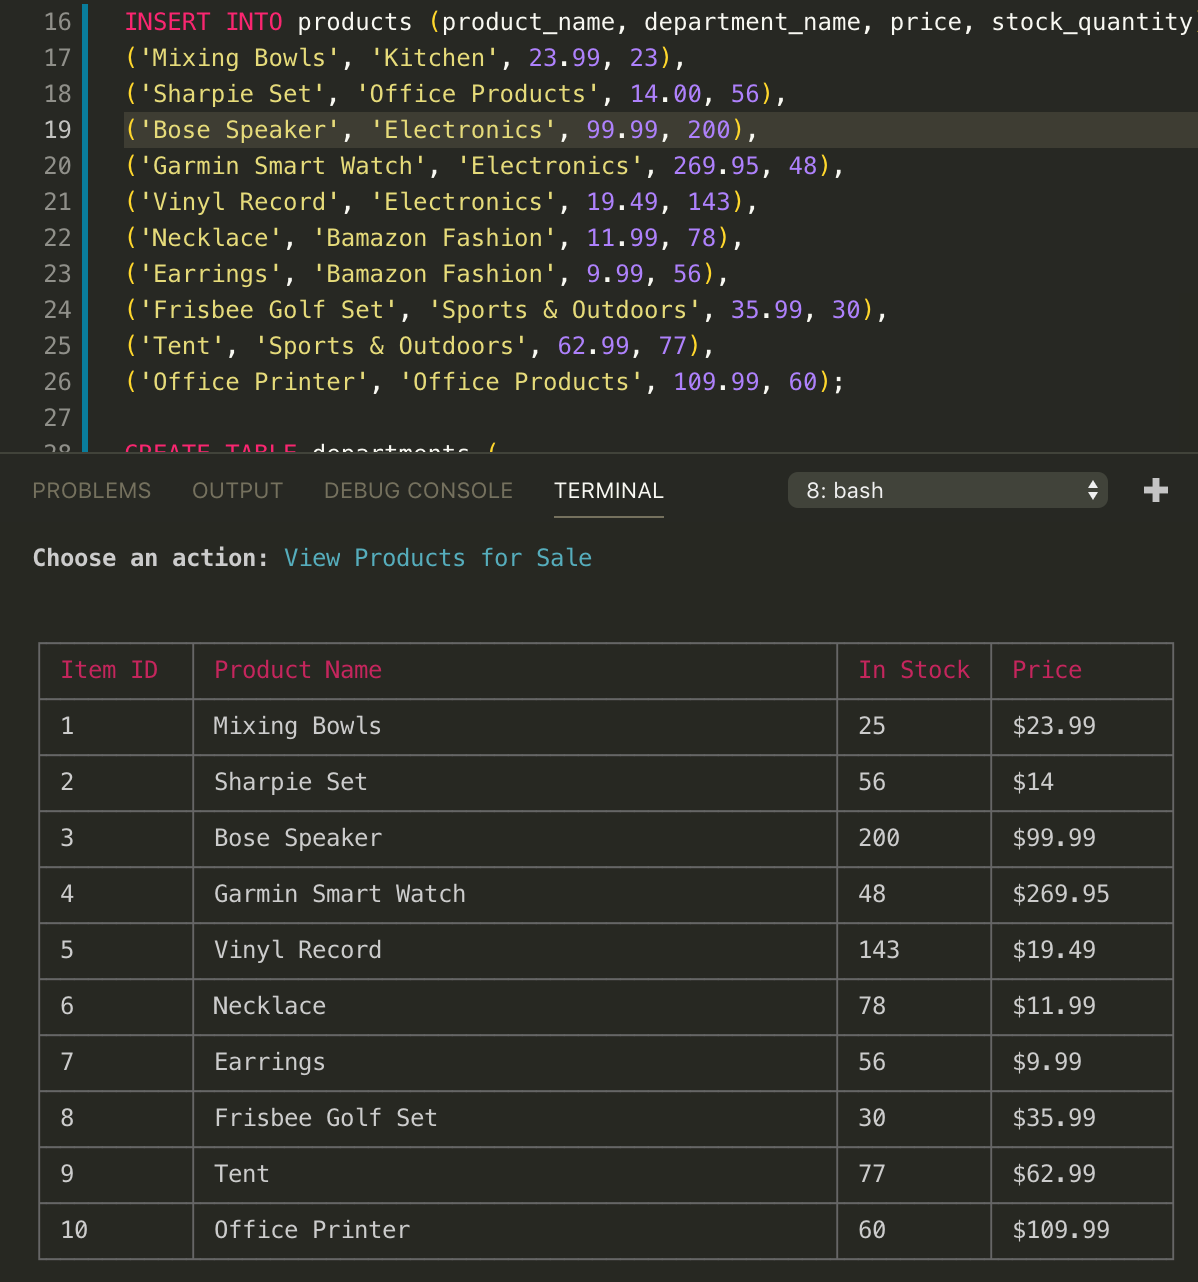 16 INSERT INTO products (product_name, department_name, price, stock_quantity
17 ('Mixing Bowls', 'Kitchen', 23.99, 23),
18 ('Sharpie Set', 'Office Products', 14.00, 56),
19 ('Bose Speaker', 'Electronics', 99.99, 200),
20 ('Garmin Smart Watch', 'Electronics', 269.95, 48),
21 ('Vinyl Record', 'Electronics', 19.49, 143),
22 ('Necklace', 'Bamazon Fashion', 11.99, 78),
23 ('Earrings', 'Bamazon Fashion', 9.99, 56),
24 ('Frisbee Golf Set', 'Sports & Outdoors', 35.99, 30),
25 ('Tent', 'Sports & Outdoors', 62.99, 77),
26 ('Office Printer', 'Office Products', 109.99, 60);
27
28 CREATE TABLE departments (
PROBLEMS OUTPUT DEBUG CONSOLE TERMINAL 8: bash
Choose an action: View Products for Sale
Item ID Product Name In Stock Price
1 Mixing Bowls 25 $23.99
2 Sharpie Set 56 $14
3 Bose Speaker 200 $99.99
4 Garmin Smart Watch 48 $269.95
5 Vinyl Record 143 $19.49
6 Necklace 78 $11.99
7 Earrings 56 $9.99
8 Frisbee Golf Set 30 $35.99
9 Tent 77 $62.99
10 Office Printer 60 $109.99